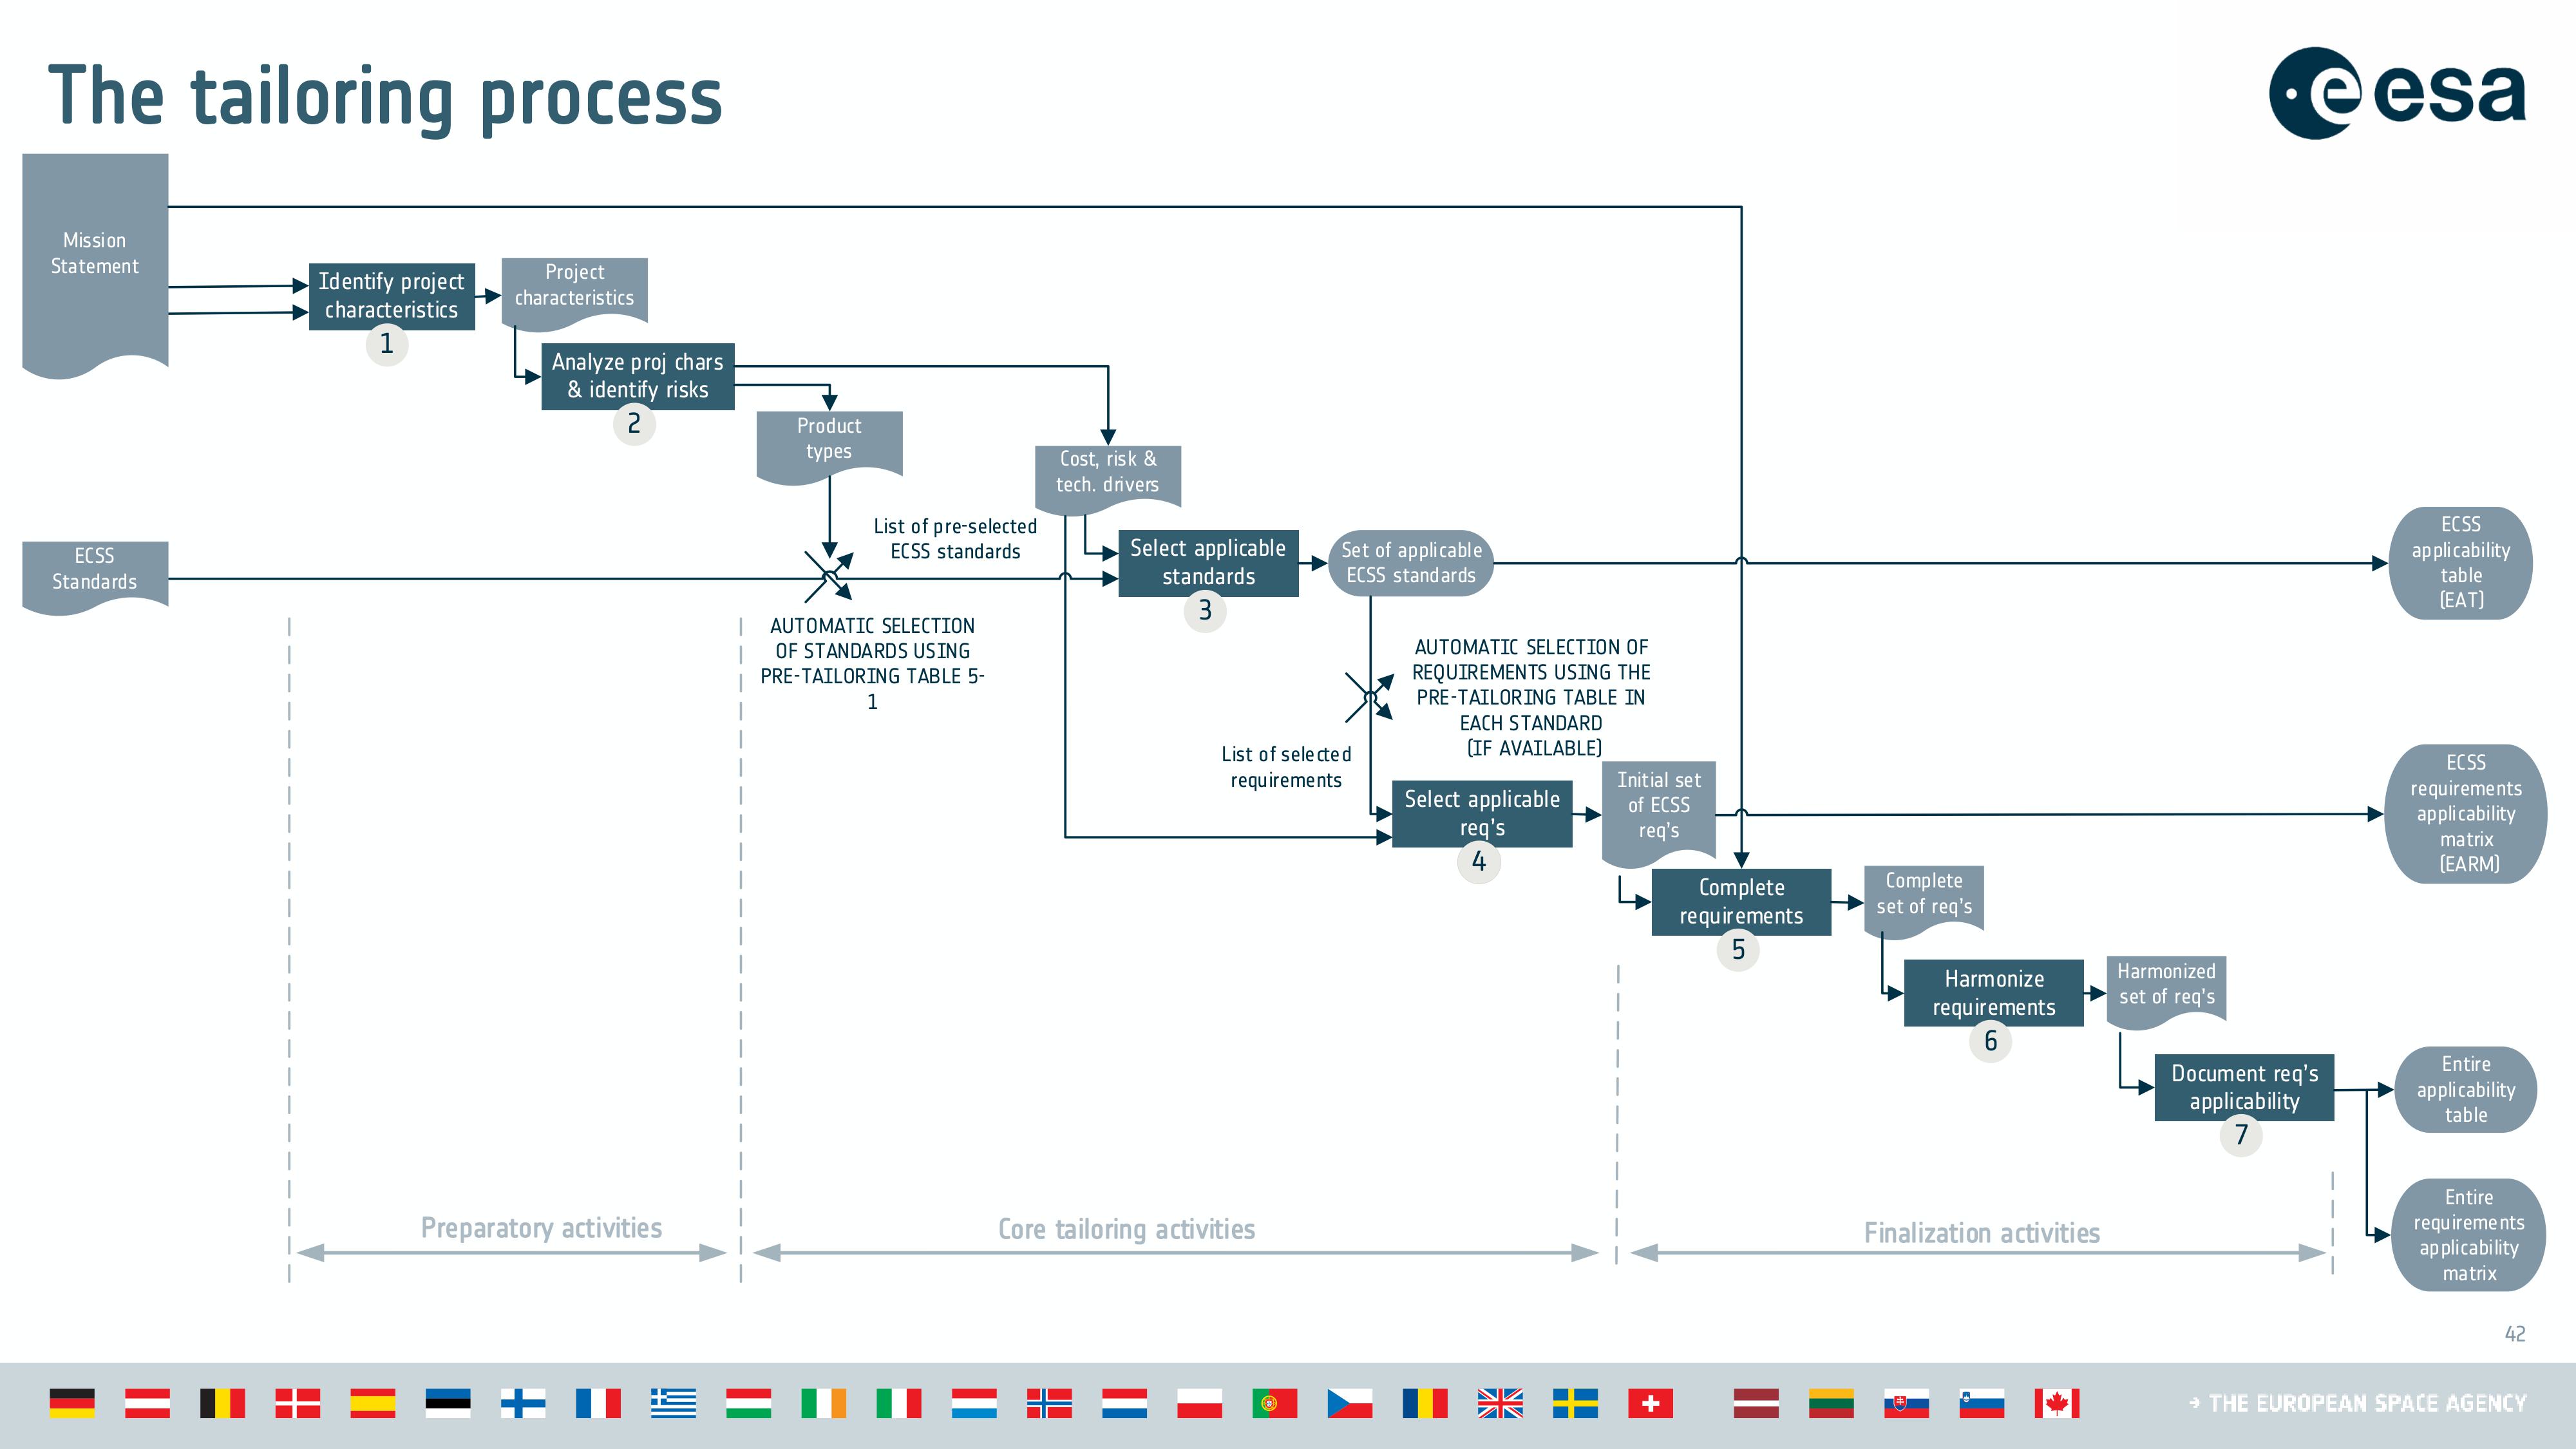 The tailoring process
esa
Mission
Statement
Identify project
characteristics
1
Project
characteristics
Analyze proj chars
& identify risks
2
Product
types
Cost, risk &
tech. drivers
List of pre-selected
ECSS standards
ECSS
Standards
Select applicable
standards
3
Set of applicable
ECSS standards
ECSS
applicability
table
(EAT)
AUTOMATIC SELECTION
OF STANDARDS USING
PRE-TAILORING TABLE 5-
1
AUTOMATIC SELECTION OF
REQUIREMENTS USING THE
PRE-TAILORING TABLE IN
EACH STANDARD
(IF AVAILABLE)
List of selected
requirements
Select applicable
req's
4
Initial set
of ECSS
req's
ECSS
requirements
applicability
matrix
(EARM)
Complete
requirements
5
Complete
set of req's
Harmonize
requirements
6
Harmonized
set of req's
Document req's
applicability
7
Entire
applicability
table
Entire
requirements
applicability
matrix
Preparatory activities
Core tailoring activities
Finalization activities
42
→ THE EUROPEAN SPACE AGENCY